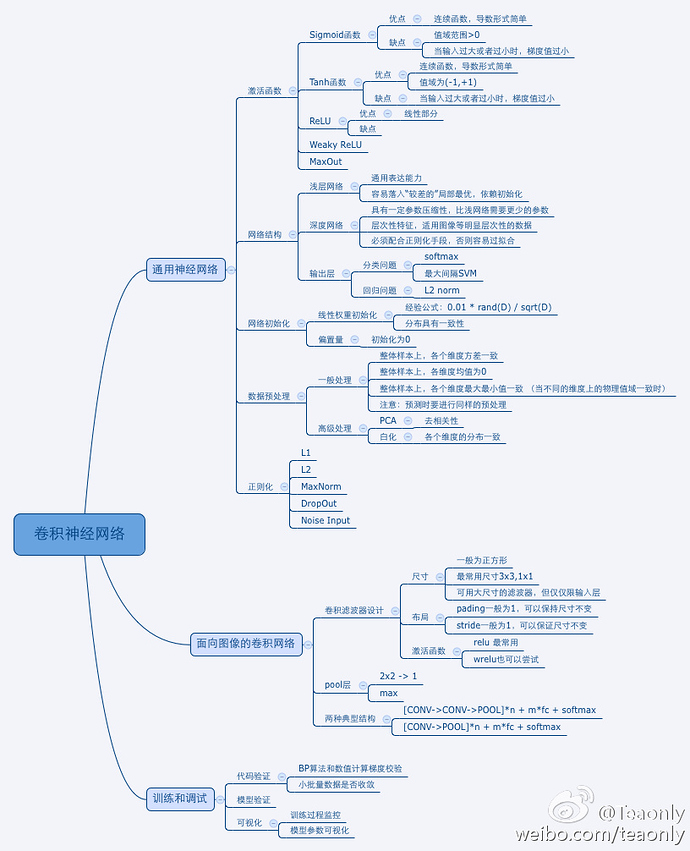 卷积神经网络
通用神经网络
激活函数
Sigmoid函数
优点
连续函数，导数形式简单
缺点
值域范围>0
当输入过大或者过小时，梯度值过小
Tanh函数
优点
连续函数，导数形式简单
值域为(-1,+1)
缺点
当输入过大或者过小时，梯度值过小
ReLU
优点
线性部分
缺点
Weaky ReLU
MaxOut
网络结构
浅层网络
通用表达能力
容易落人“较差的”局部最优，依赖初始化
深度网络
具有一定参数压缩性，比浅网络需要更少的参数
层次性特征，适用图像等明显层次性的数据
必须配合正则化手段，否则容易过拟合
输出层
分类问题
softmax
最大间隔SVM
回归问题
L2 norm
网络初始化
线性权重初始化
经验公式：0.01 * rand(D) / sqrt(D)
分布具有一致性
偏置量
初始化为0
数据预处理
一般处理
整体样本上，各个维度方差一致
整体样本上，各维度均值为0
整体样本上，各个维度最大最小值一致 （当不同的维度上的物理值域一致时）
注意：预测时要进行同样的预处理
高级处理
PCA
去相关性
白化
各个维度的分布一致
正则化
L1
L2
MaxNorm
DropOut
Noise Input
面向图像的卷积网络
卷积滤波器设计
尺寸
一般为正方形
最常用尺寸3x3,1x1
可用大尺寸的滤波器，但仅仅限输入层
布局
pading一般为1，可以保持尺寸不变
stride一般为1，可以保证尺寸不变
激活函数
relu 最常用
wrelu也可以尝试
pool层
2x2 -> 1
max
两种典型结构
[CONV->CONV->POOL]*n + m*fc + softmax
[CONV->POOL]*n + m*fc + softmax
训练和调试
代码验证
BP算法和数值计算梯度校验
小批量数据是否收敛
模型验证
可视化
训练过程监控
模型参数可视化
@Teaonly
weibo.com/teaonly